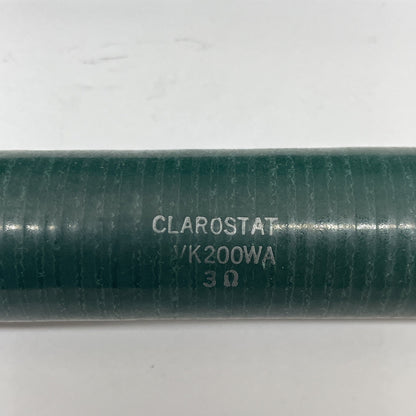 CLAROSTAT
VK200WA
3 Ω